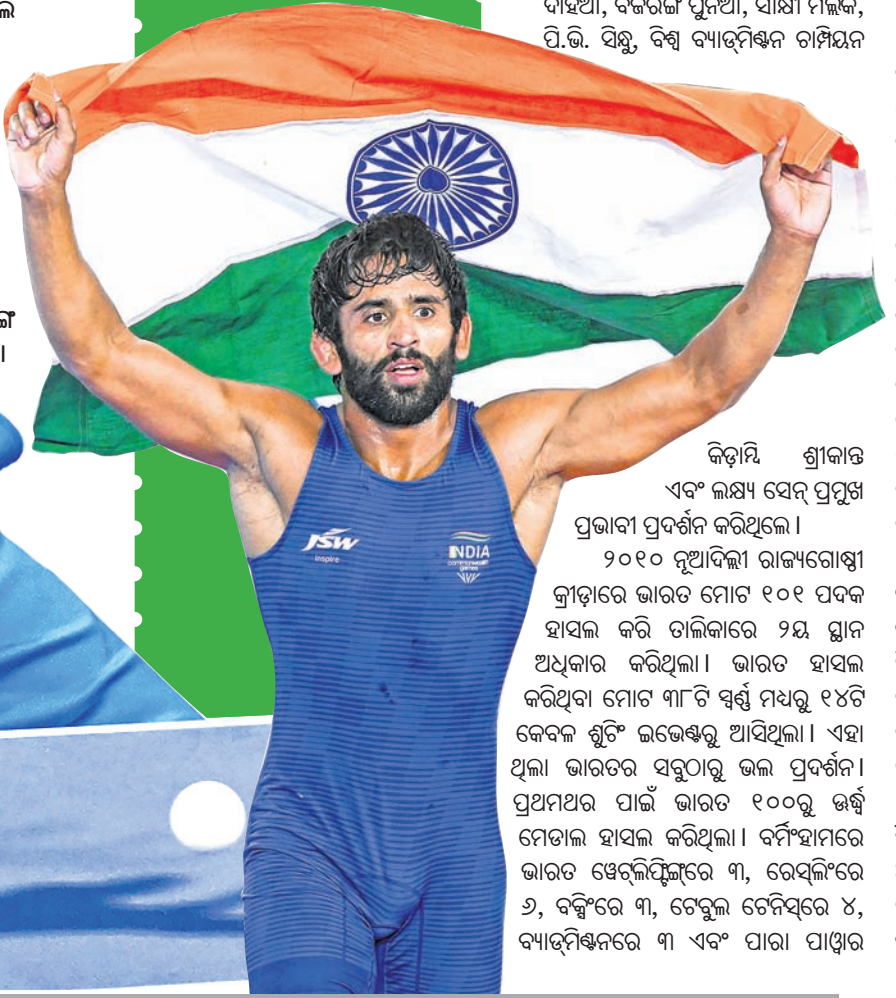 ଦାହିଆ, ବଜରଙ୍ଗ ପୁନିଆ, ସାକ୍ଷୀ ମଲ୍ଲିକ,
ପି.ଭି. ସିନ୍ଧୁ, ବିଶ୍ୱ ବ୍ୟାଡ୍‌ମିଣ୍ଟନ ଚାମ୍ପିୟନ
JSW
inspire
INDIA
commonwealth
games
କିଡ଼ାମ୍ବି ଶ୍ରୀକାନ୍ତ
ଏବଂ ଲକ୍ଷ୍ୟ ସେନ୍ ପ୍ରମୁଖ
ପ୍ରଭାବୀ ପ୍ରଦର୍ଶନ କରିଥିଲେ।
୨୦୧୦ ନୂଆଦିଲ୍ଲୀ ରାଜ୍ୟଗୋଷ୍ଠୀ
କ୍ରୀଡ଼ାରେ ଭାରତ ମୋଟ ୧୦୧ ପଦକ
ହାସଲ କରି ତାଲିକାରେ ୨ୟ ସ୍ଥାନ
ଅଧିକାର କରିଥିଲା। ଭାରତ ହାସଲ
କରିଥିବା ମୋଟ ୩୮ଟି ସ୍ୱର୍ଣ୍ଣ ମଧ୍ୟରୁ ୧୪ଟି
କେବଳ ଶୁଟିଂ ଇଭେଣ୍ଟରୁ ଆସିଥିଲା। ଏହା
ଥିଲା ଭାରତର ସବୁଠାରୁ ଭଲ ପ୍ରଦର୍ଶନ।
ପ୍ରଥମଥର ପାଇଁ ଭାରତ ୧୦୦ରୁ ଊର୍ଦ୍ଧ୍ୱ
ମେଡାଲ ହାସଲ କରିଥିଲା। ବର୍ମିଂହାମରେ
ଭାରତ ୱେଟ୍‌ଲିଫ୍ଟିଙ୍ଗ୍‌ରେ ୩, ରେସ୍‌ଲିଂରେ
୬, ବକ୍ସିଂରେ ୩, ଟେବୁଲ ଟେନିସ୍‌ରେ ୪,
ବ୍ୟାଡ୍‌ମିଣ୍ଟନରେ ୩ ଏବଂ ପାରା ପାୱାର